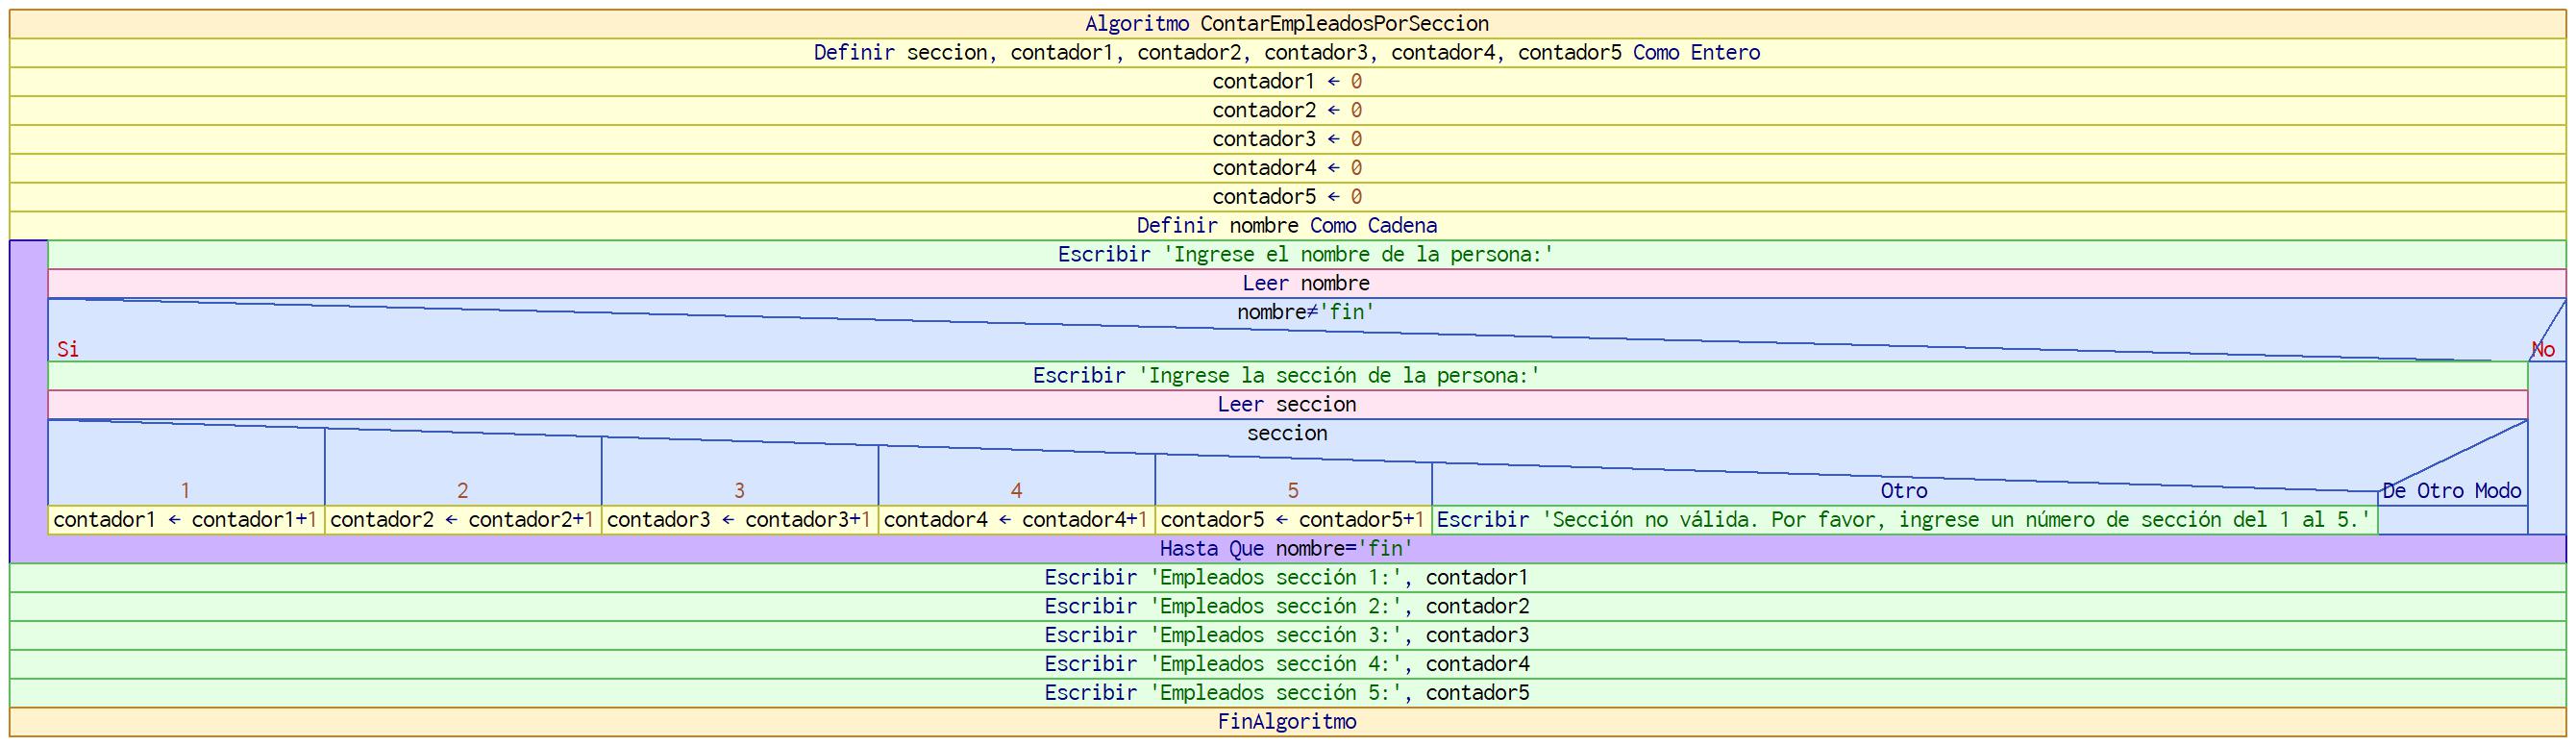 Algoritmo ContarEmpleadosPorSeccion
Definir seccion, contador1, contador2, contador3, contador4, contador5 Como Entero
contador1 ← 0
contador2 ← 0
contador3 ← 0
contador4 ← 0
contador5 ← 0
Definir nombre Como Cadena
Escribir 'Ingrese el nombre de la persona:'
Leer nombre
nombre≠'fin'
Si No
Escribir 'Ingrese la sección de la persona:'
Leer seccion
seccion
1 2 3 4 5 Otro De Otro Modo
contador1 ← contador1+1 contador2 ← contador2+1 contador3 ← contador3+1 contador4 ← contador4+1 contador5 ← contador5+1 Escribir 'Sección no válida. Por favor, ingrese un número de sección del 1 al 5.'
Hasta Que nombre='fin'
Escribir 'Empleados sección 1:', contador1
Escribir 'Empleados sección 2:', contador2
Escribir 'Empleados sección 3:', contador3
Escribir 'Empleados sección 4:', contador4
Escribir 'Empleados sección 5:', contador5
FinAlgoritmo